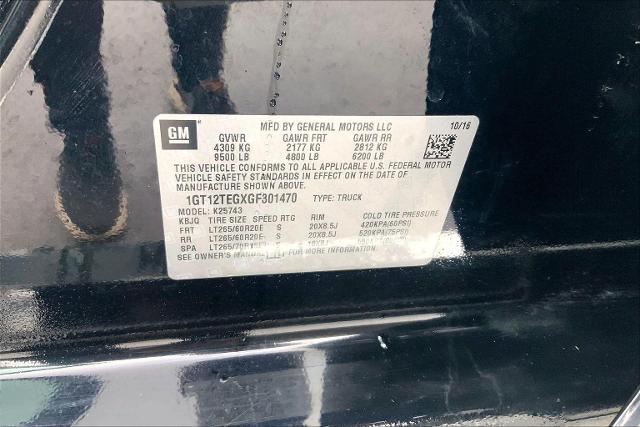 GM
MFD BY GENERAL MOTORS LLC 10/16
GVWR GAWR FRT GAWR RR
4309 KG 2177 KG 2812 KG
9500 LB 4800 LB 6200 LB
THIS VEHICLE CONFORMS TO ALL APPLICABLE U.S. FEDERAL MOTOR
VEHICLE SAFETY STANDARDS IN EFFECT ON THE DATE OF
MANUFACTURE SHOWN ABOVE.
1GT12TEGXGF301470 TYPE: TRUCK
MODEL: K25743
KBJQ TIRE SIZE SPEED RTG RIM COLD TIRE PRESSURE
FRT LT265/60R20E S 20X8.5J 420KPA/60PSI
RR LT265/60R20E S 20X8.5J 520KPA/75PSI
SPA
SEE OWNER'S MANUAL FOR MORE INFORMATION